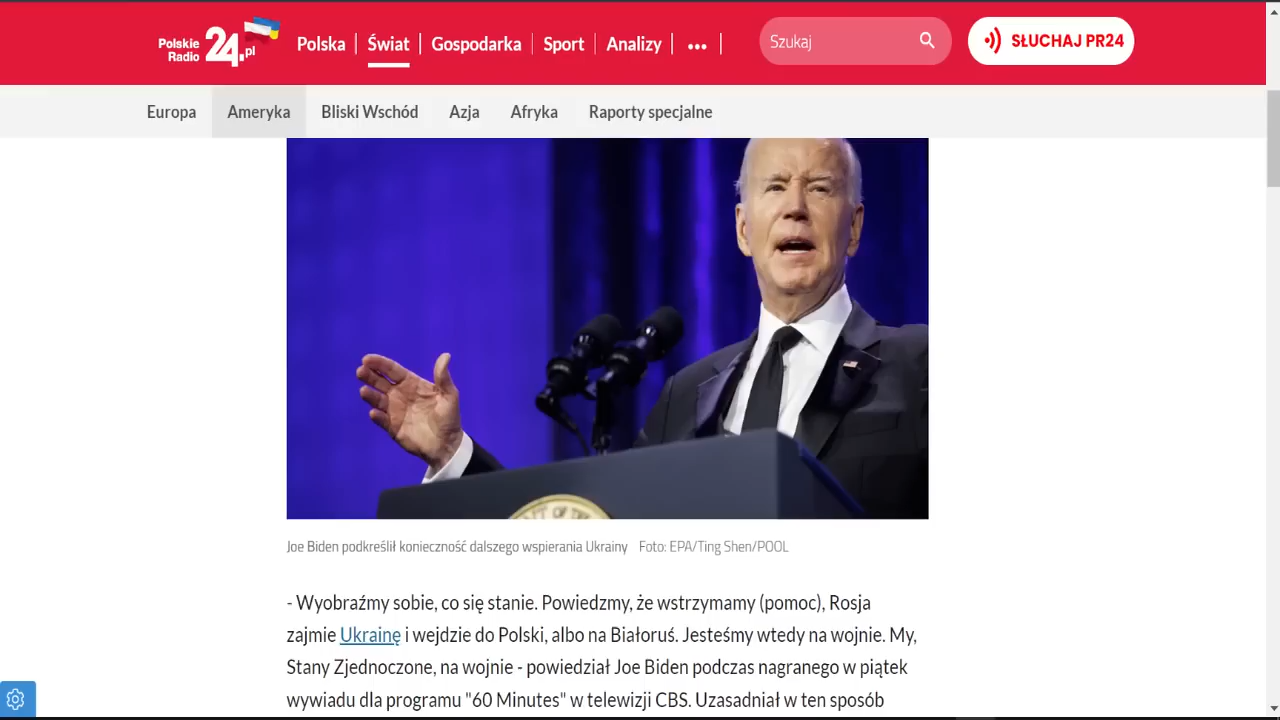 Polskie
Radio
24.pl
Polska
Świat
Gospodarka
Sport
Analizy
Szukaj
SŁUCHAJ PR24
Europa
Ameryka
Bliski Wschód
Azja
Afryka
Raporty specjalne
T OF THE
Joe Biden podkreślił konieczność dalszego wspierania Ukrainy Foto: EPA/Ting Shen/POOL
- Wyobraźmy sobie, co się stanie. Powiedzmy, że wstrzymamy (pomoc), Rosja
zajmie Ukrainę i wejdzie do Polski, albo na Białoruś. Jesteśmy wtedy na wojnie. My,
Stany Zjednoczone, na wojnie - powiedział Joe Biden podczas nagranego w piątek
wywiadu dla programu "60 Minutes" w telewizji CBS. Uzasadniał w ten sposób